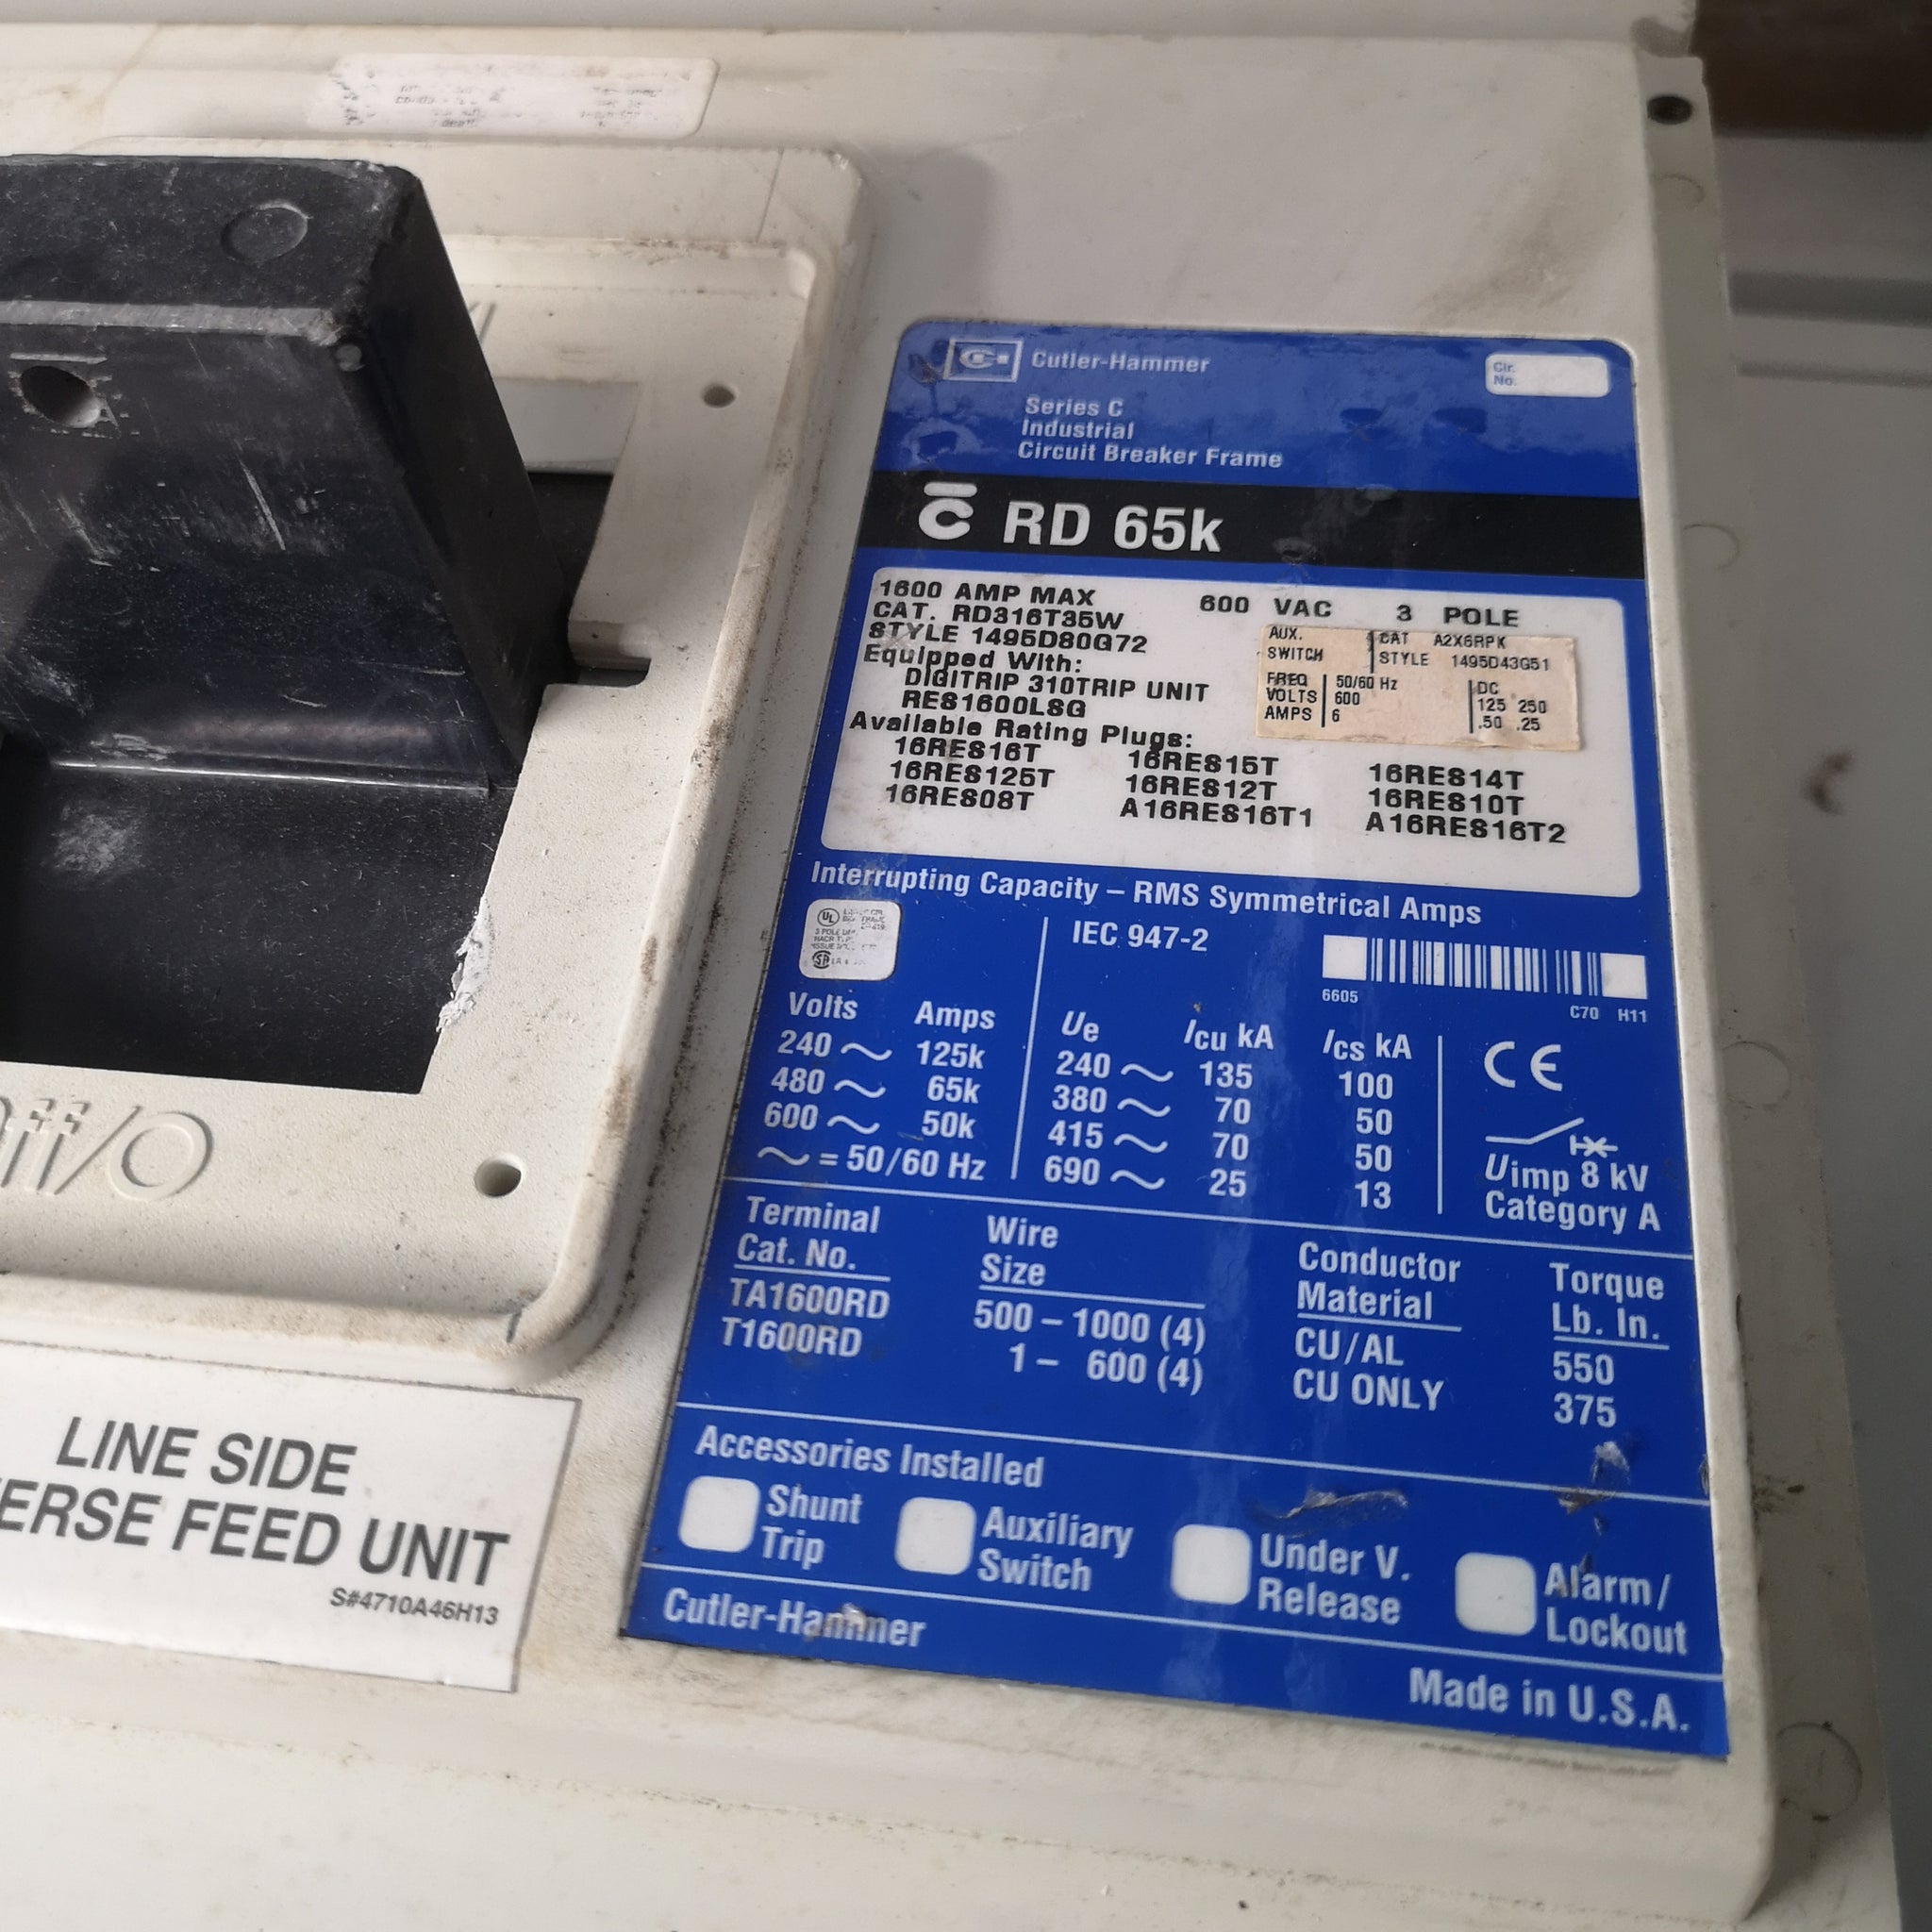 Cutler-Hammer
Cir.
No.
Series C
Industrial
Circuit Breaker Frame
C RD 65k
1600 AMP MAX 600 VAC 3 POLE
CAT. RD316T35W
STYLE 1495D80G72
Equipped With:
DIGITRIP 310TRIP UNIT
RES1600LSG
AUX. SWITCH CAT A2X6RPK
STYLE 1495D43G51
FREQ 50/60 Hz DC
VOLTS 600 125 250
AMPS 6 .50 .25
Available Rating Plugs:
16RES16T 16RES15T 16RES14T
16RES125T 16RES12T 16RES10T
16RES08T A16RES16T1 A16RES16T2
Interrupting Capacity – RMS Symmetrical Amps
UL
IEC 947-2
6605 C70 H11
Volts Amps Ue Icu kA Ics kA
240 ~ 125k 240 ~ 135 100
480 ~ 65k 380 ~ 70 50
600 ~ 50k 415 ~ 70 50
~ = 50/60 Hz 690 ~ 25 13
CE
Uimp 8 kV
Category A
Terminal Cat. No. Wire Size Conductor Material Torque Lb. In.
TA1600RD 500 – 1000 (4) CU/AL 550
T1600RD 1 – 600 (4) CU ONLY 375
Accessories Installed
Shunt Trip Auxiliary Switch Under V. Release Alarm/ Lockout
Cutler-Hammer
Made in U.S.A.
Off/O
LINE SIDE
ERSE FEED UNIT
S#4710A46H13